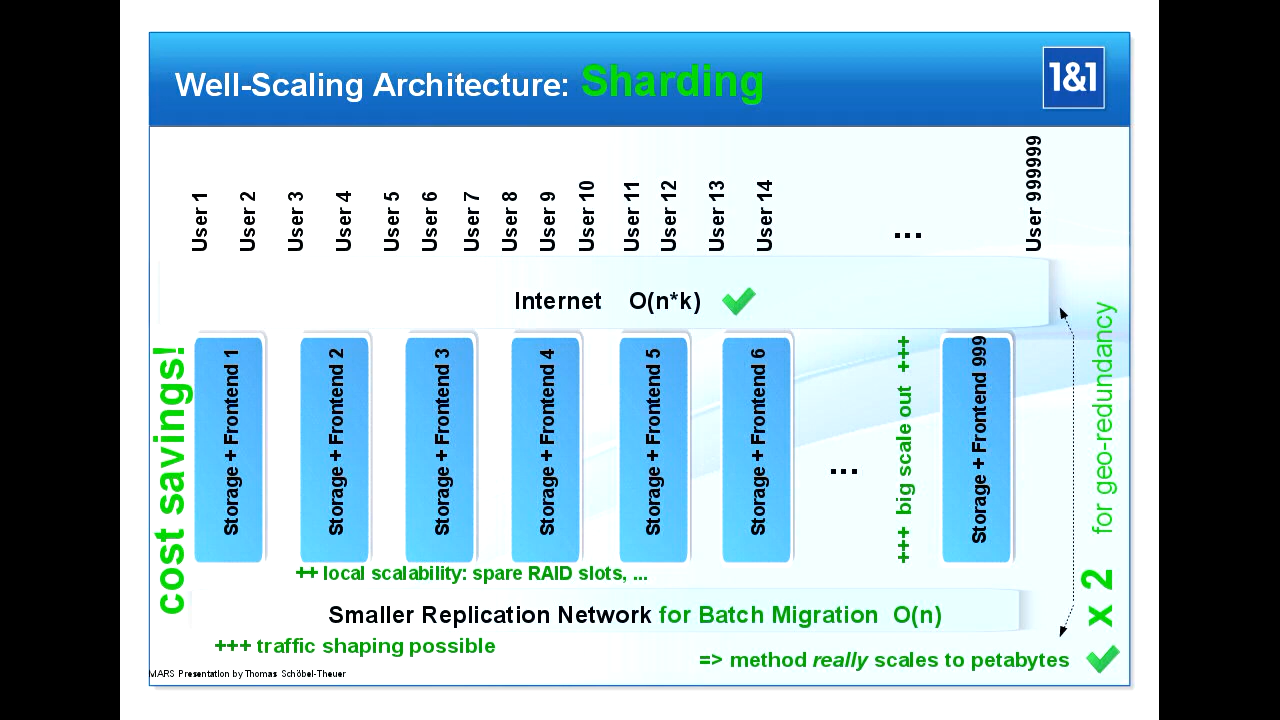 Well-Scaling Architecture: Sharding
1&1
User 1
User 2
User 3
User 4
User 5
User 6
User 7
User 8
User 9
User 10
User 11
User 12
User 13
User 14
...
User 999999
Internet O(n*k)
cost savings!
Storage + Frontend 1
Storage + Frontend 2
Storage + Frontend 3
Storage + Frontend 4
Storage + Frontend 5
Storage + Frontend 6
...
+++ big scale out +++
Storage + Frontend 999
x 2 for geo-redundancy
++ local scalability: spare RAID slots, ...
Smaller Replication Network for Batch Migration O(n)
+++ traffic shaping possible
=> method really scales to petabytes
MARS Presentation by Thomas Schöbel-Theuer